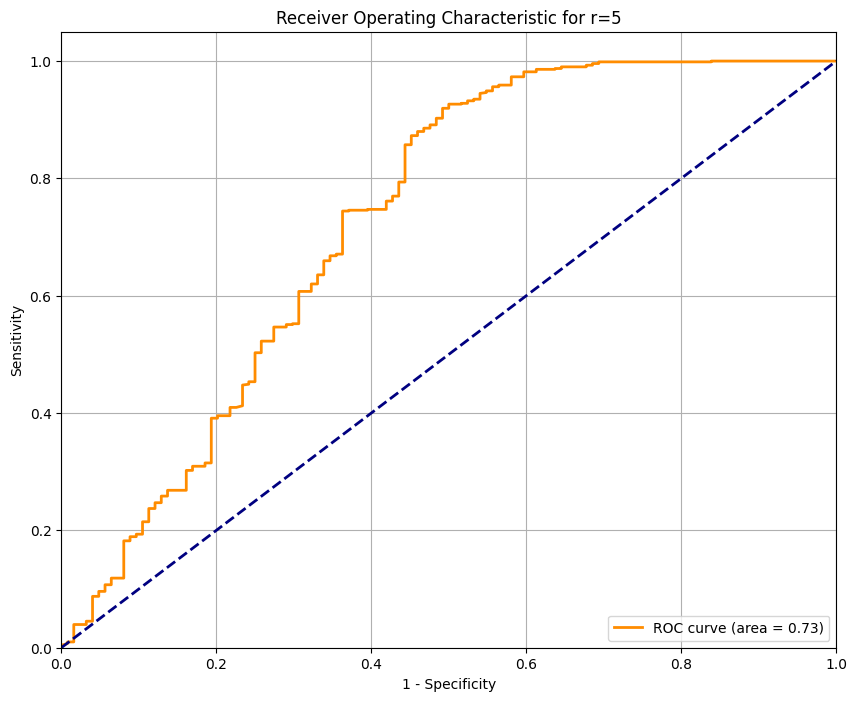 Receiver Operating Characteristic for r=5
1.0
0.8
0.6
0.4
0.2
0.0
Sensitivity
0.0 0.2 0.4 0.6 0.8 1.0
1 - Specificity
ROC curve (area = 0.73)